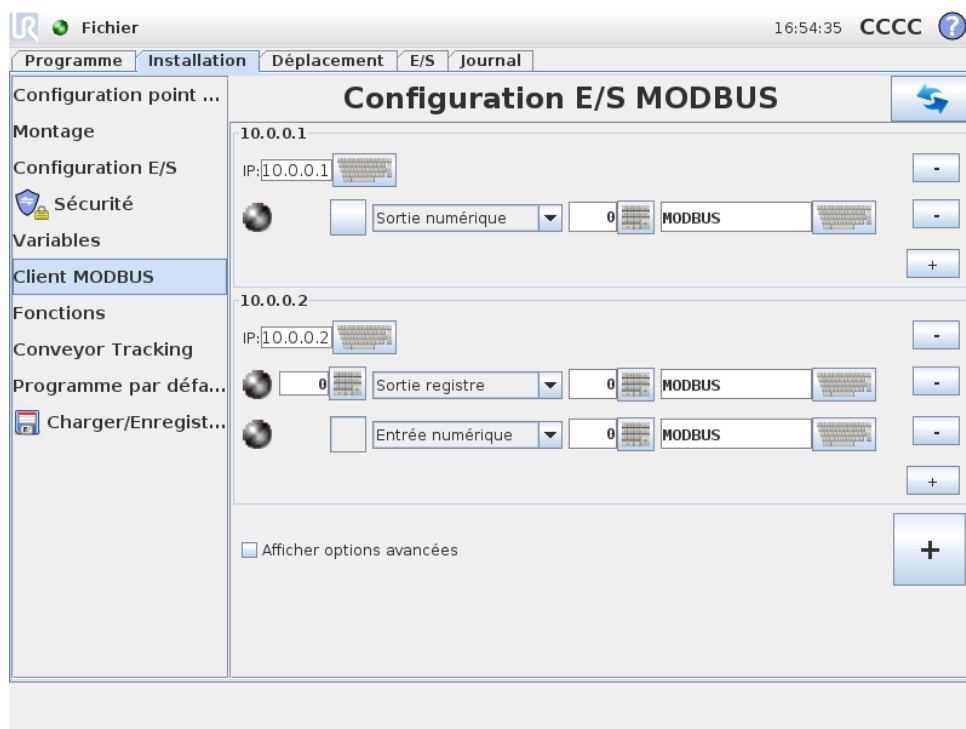 UR Fichier 16:54:35 CCCC ?
Programme Installation Déplacement E/S Journal
Configuration point ...
Montage
Configuration E/S
Sécurité
Variables
Client MODBUS
Fonctions
Conveyor Tracking
Programme par défa...
Charger/Enregist...
Configuration E/S MODBUS
10.0.0.1
IP: 10.0.0.1 -
Sortie numérique 0 MODBUS -
+
10.0.0.2
IP: 10.0.0.2 -
0 Sortie registre 0 MODBUS -
Entrée numérique 0 MODBUS -
+
Afficher options avancées +